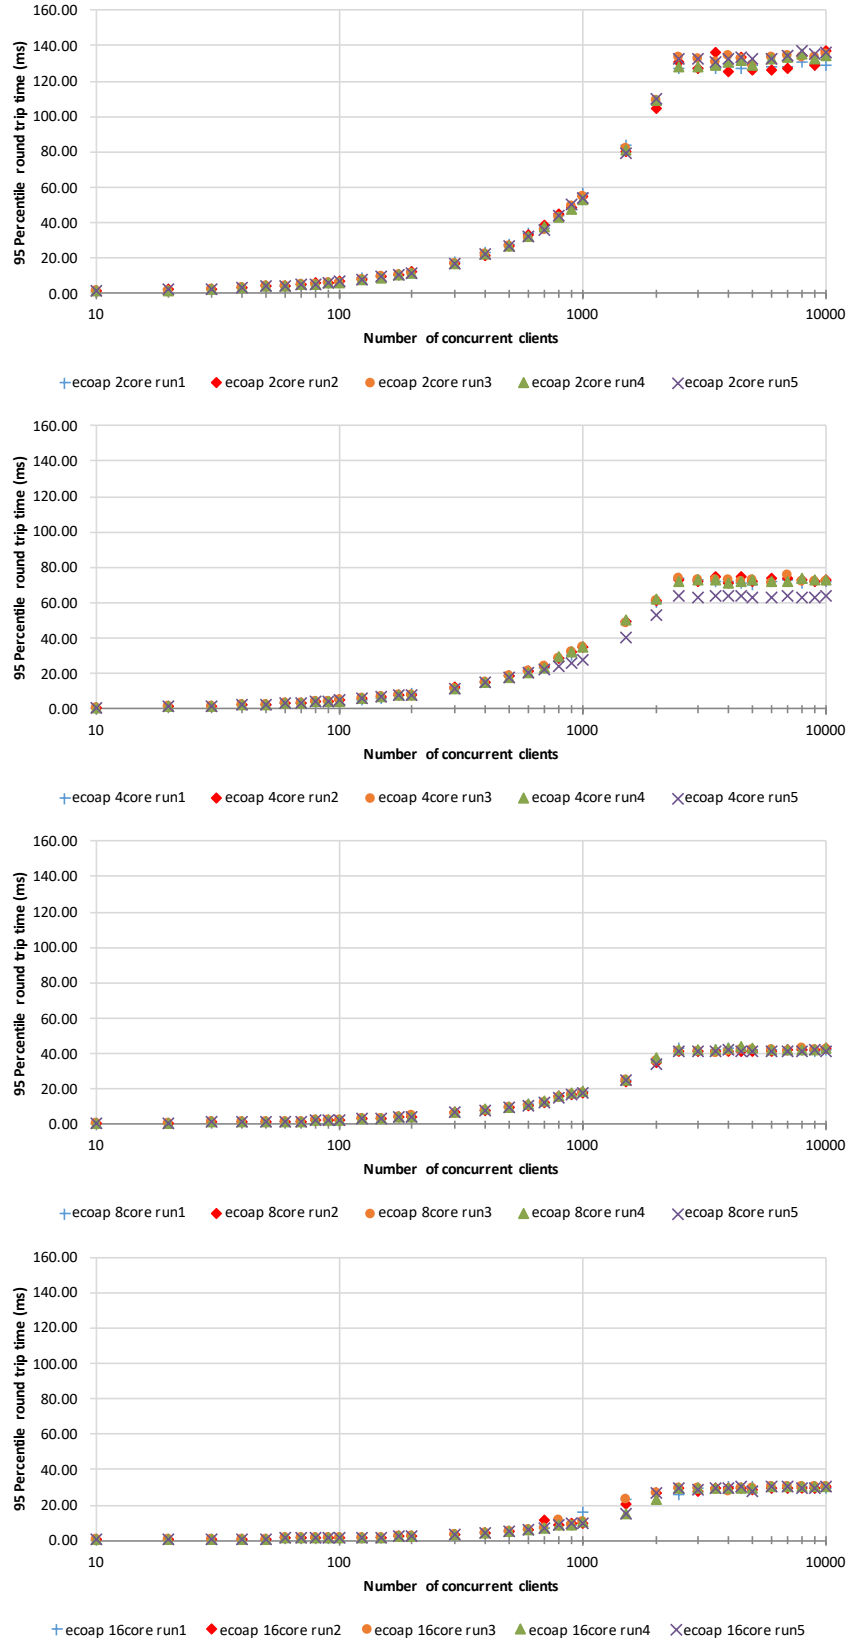 160.00
140.00
120.00
100.00
80.00
60.00
40.00
20.00
0.00
95 Percentile round trip time (ms)
10 100 1000 10000
Number of concurrent clients
ecoap 2core run1 ecoap 2core run2 ecoap 2core run3 ecoap 2core run4 ecoap 2core run5
160.00
140.00
120.00
100.00
80.00
60.00
40.00
20.00
0.00
95 Percentile round trip time (ms)
10 100 1000 10000
Number of concurrent clients
ecoap 4core run1 ecoap 4core run2 ecoap 4core run3 ecoap 4core run4 ecoap 4core run5
160.00
140.00
120.00
100.00
80.00
60.00
40.00
20.00
0.00
95 Percentile round trip time (ms)
10 100 1000 10000
Number of concurrent clients
ecoap 8core run1 ecoap 8core run2 ecoap 8core run3 ecoap 8core run4 ecoap 8core run5
160.00
140.00
120.00
100.00
80.00
60.00
40.00
20.00
0.00
95 Percentile round trip time (ms)
10 100 1000 10000
Number of concurrent clients
ecoap 16core run1 ecoap 16core run2 ecoap 16core run3 ecoap 16core run4 ecoap 16core run5